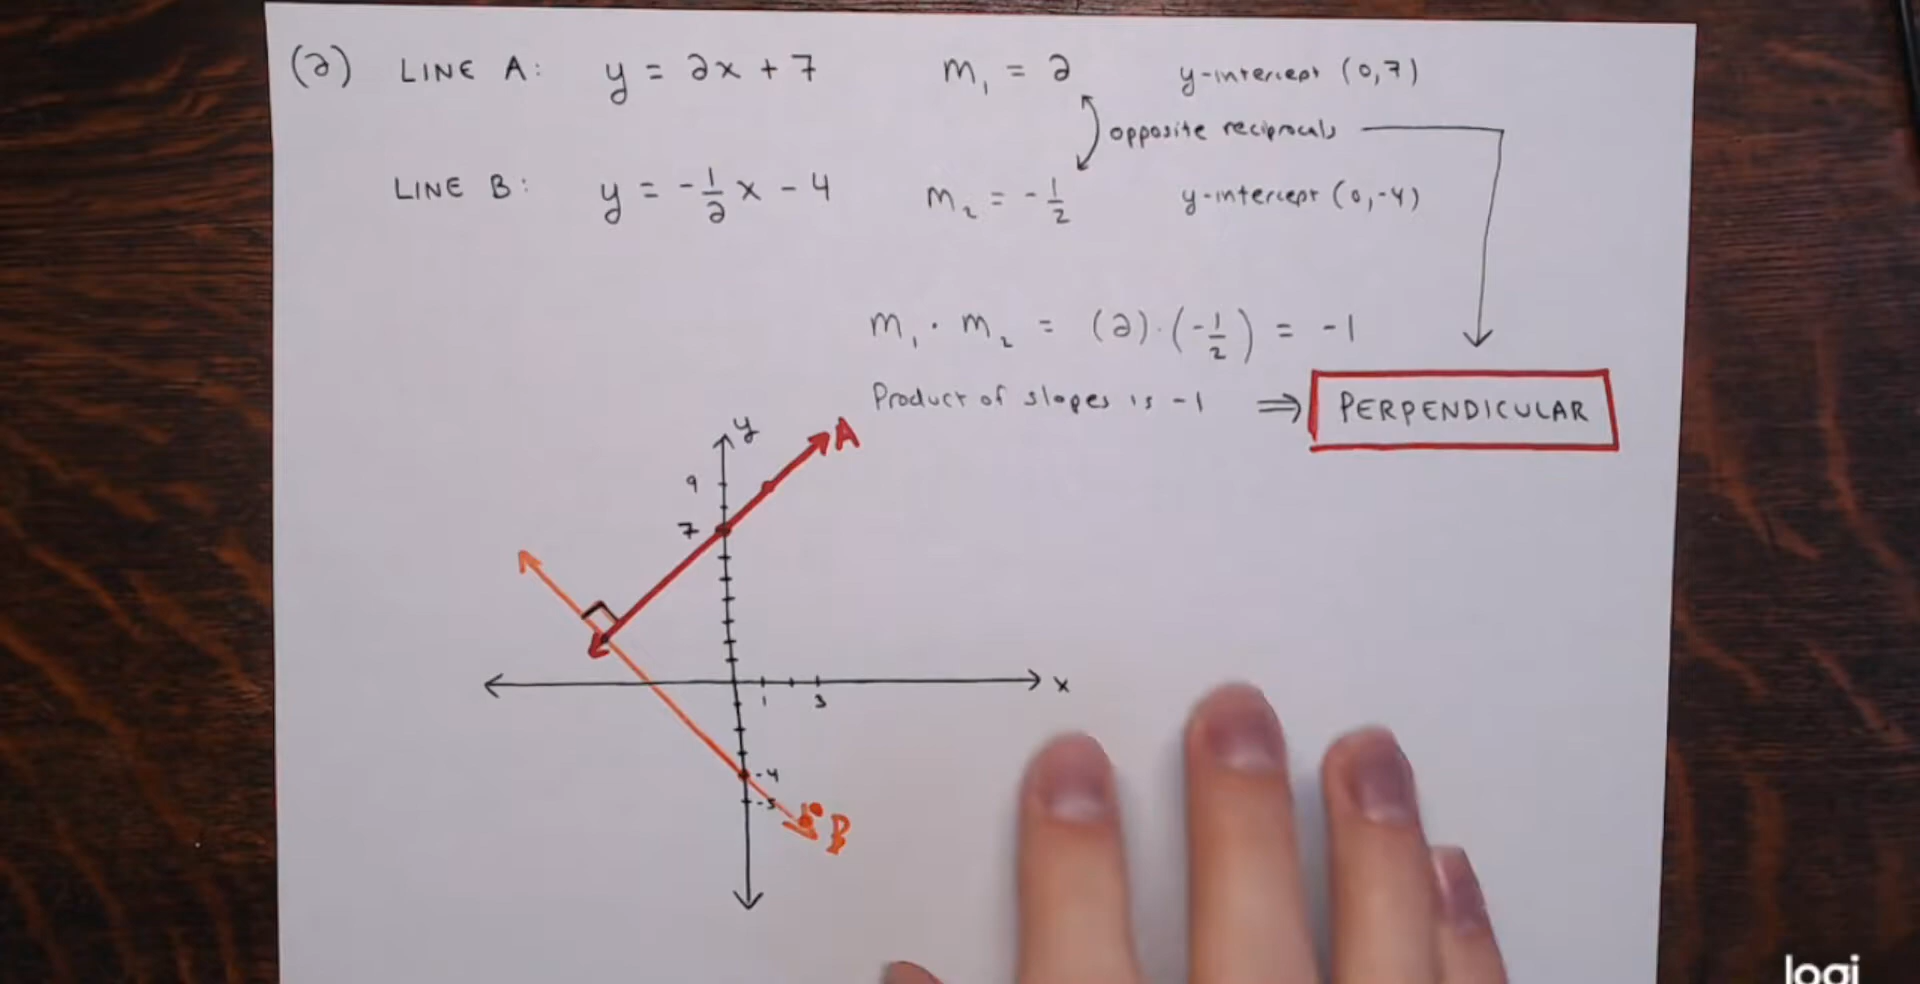 (2) LINE A: y = 2x + 7 m₁ = 2 y-intercept (0,7)
opposite reciprocals
LINE B: y = -1/2 x - 4 m₂ = -1/2 y-intercept (0,-4)
m₁ · m₂ = (2)·(-1/2) = -1
Product of slopes is -1 ⇒ PERPENDICULAR
y A
9
7
x
1 3
-4
-5
B
logi